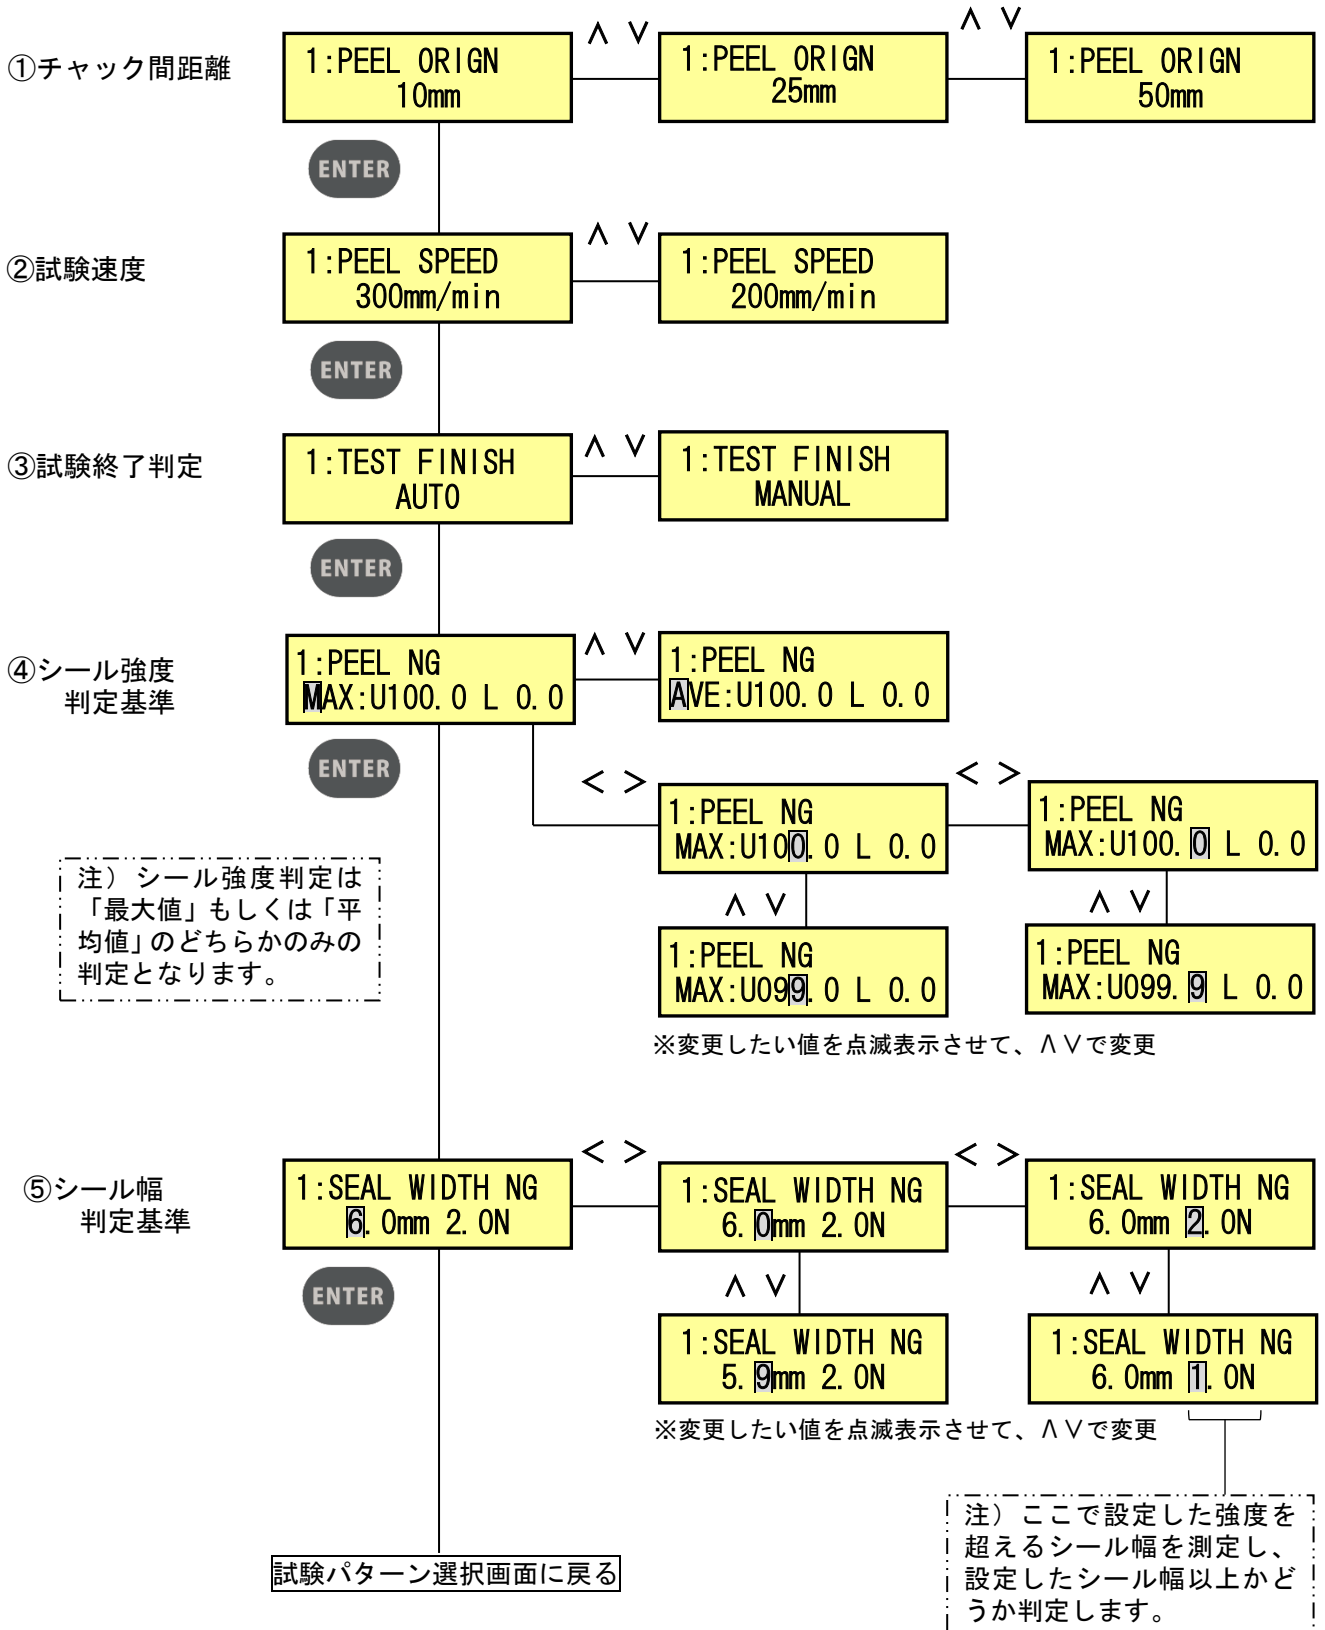 ∧ ∨
∧ ∨
①チャック間距離
1:PEEL ORIGN
10mm
1:PEEL ORIGN
25mm
1:PEEL ORIGN
50mm
ENTER
∧ ∨
②試験速度
1:PEEL SPEED
300mm/min
1:PEEL SPEED
200mm/min
ENTER
∧ ∨
③試験終了判定
1:TEST FINISH
AUTO
1:TEST FINISH
MANUAL
ENTER
∧ ∨
④シール強度
判定基準
1:PEEL NG
MAX:U100.0 L 0.0
1:PEEL NG
AVE:U100.0 L 0.0
ENTER
< >
< >
1:PEEL NG
MAX:U100.0 L 0.0
1:PEEL NG
MAX:U100.0 L 0.0
∧ ∨
∧ ∨
1:PEEL NG
MAX:U099.0 L 0.0
1:PEEL NG
MAX:U099.9 L 0.0
注）シール強度判定は
「最大値」もしくは「平
均値」のどちらかのみの
判定となります。
※変更したい値を点滅表示させて、∧∨で変更
< >
< >
⑤シール幅
判定基準
1:SEAL WIDTH NG
6.0mm 2.0N
1:SEAL WIDTH NG
6.0mm 2.0N
1:SEAL WIDTH NG
6.0mm 2.0N
ENTER
∧ ∨
∧ ∨
1:SEAL WIDTH NG
5.9mm 2.0N
1:SEAL WIDTH NG
6.0mm 1.0N
※変更したい値を点滅表示させて、∧∨で変更
注）ここで設定した強度を
超えるシール幅を測定し、
設定したシール幅以上かど
うか判定します。
試験パターン選択画面に戻る